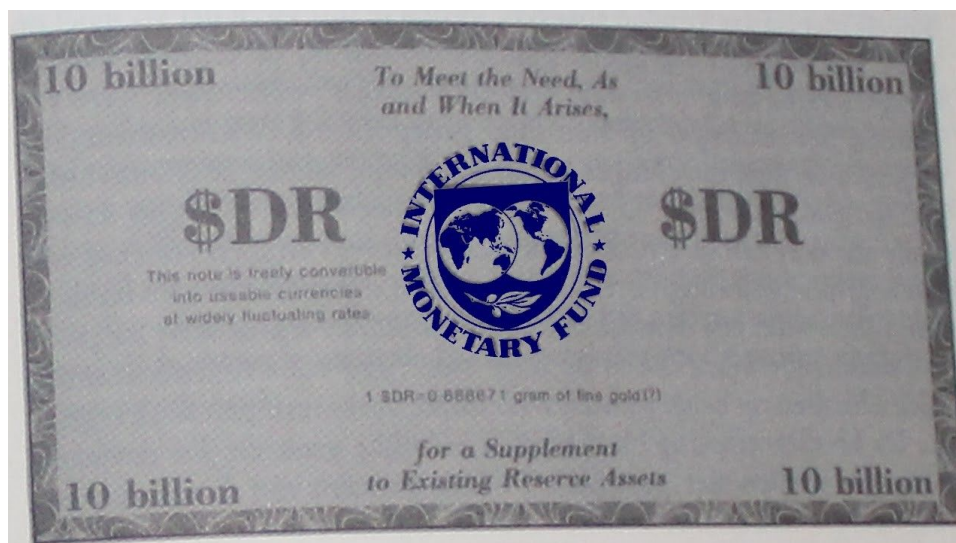 10 billion
To Meet the Need, As
and When It Arises,
10 billion
$DR
INTERNATIONAL
MONETARY FUND
$DR
This note is freely convertible
into useable currencies
at widely fluctuating rates
1 $DR=0 888671 gram of fine gold(?)
for a Supplement
to Existing Reserve Assets
10 billion
10 billion